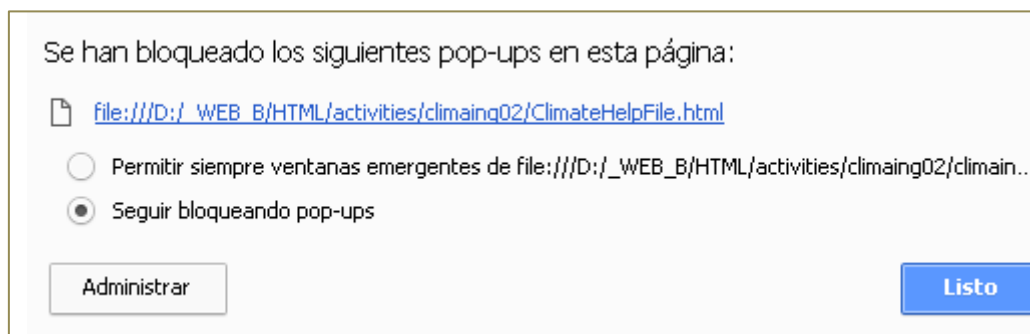 Se han bloqueado los siguientes pop-ups en esta página:
file:///D:/_WEB_B/HTML/activities/climaing02/ClimateHelpFile.html
Permitir siempre ventanas emergentes de file:///D:/_WEB_B/HTML/activities/climaing02/climain...
Seguir bloqueando pop-ups
Administrar Listo